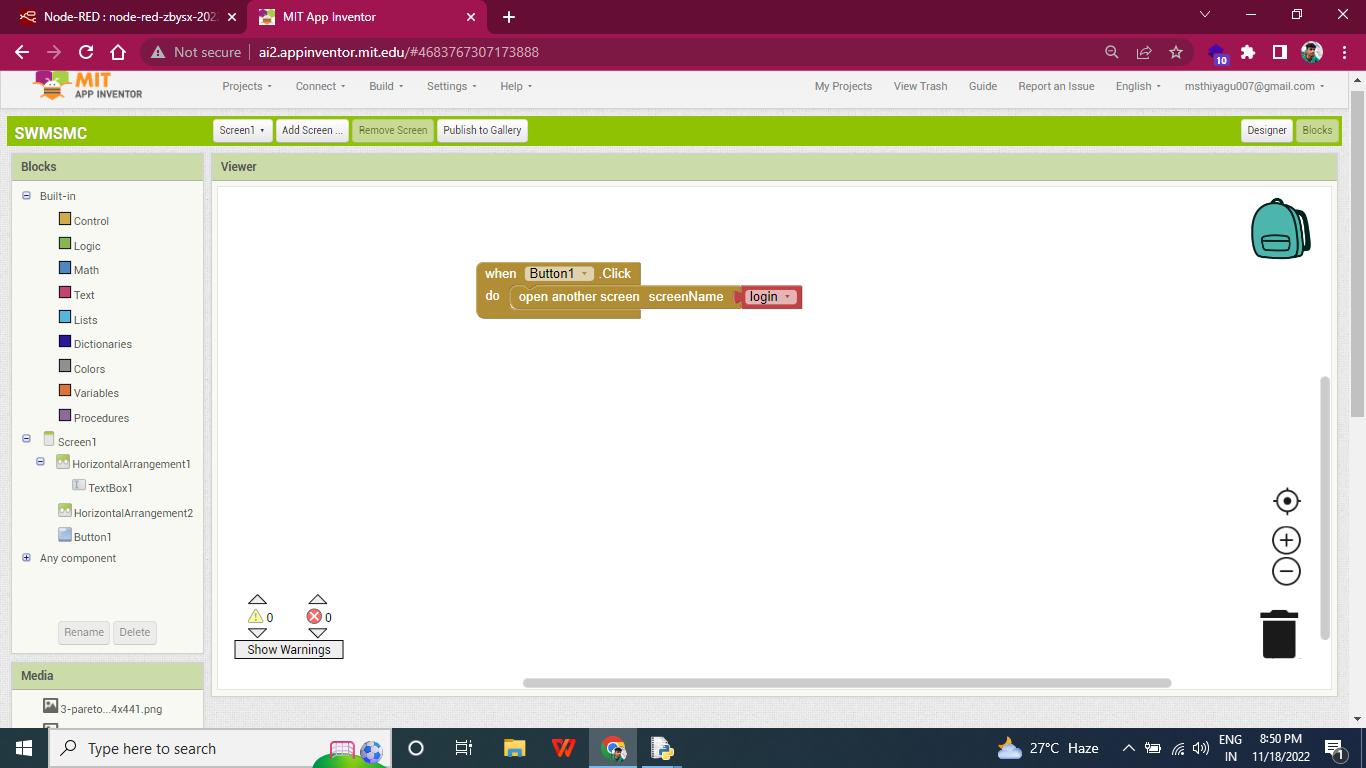 Node-RED : node-red-zbysx-202
MIT App Inventor
Not secure
ai2.appinventor.mit.edu/#4683767307173888
10
MIT
APP INVENTOR
Projects
Connect
Build
Settings
Help
My Projects
View Trash
Guide
Report an Issue
English
msthiyagu007@gmail.com
SWMSMC
Screen1
Add Screen ...
Remove Screen
Publish to Gallery
Designer
Blocks
Blocks
Viewer
Built-in
Control
Logic
Math
Text
Lists
Dictionaries
Colors
Variables
Procedures
Screen1
HorizontalArrangement1
TextBox1
HorizontalArrangement2
Button1
Any component
Rename
Delete
Media
3-pareto...4x441.png
when Button1 .Click
do open another screen screenName login
0
0
Show Warnings
Type here to search
27°C Haze
ENG
IN
8:50 PM
11/18/2022
1